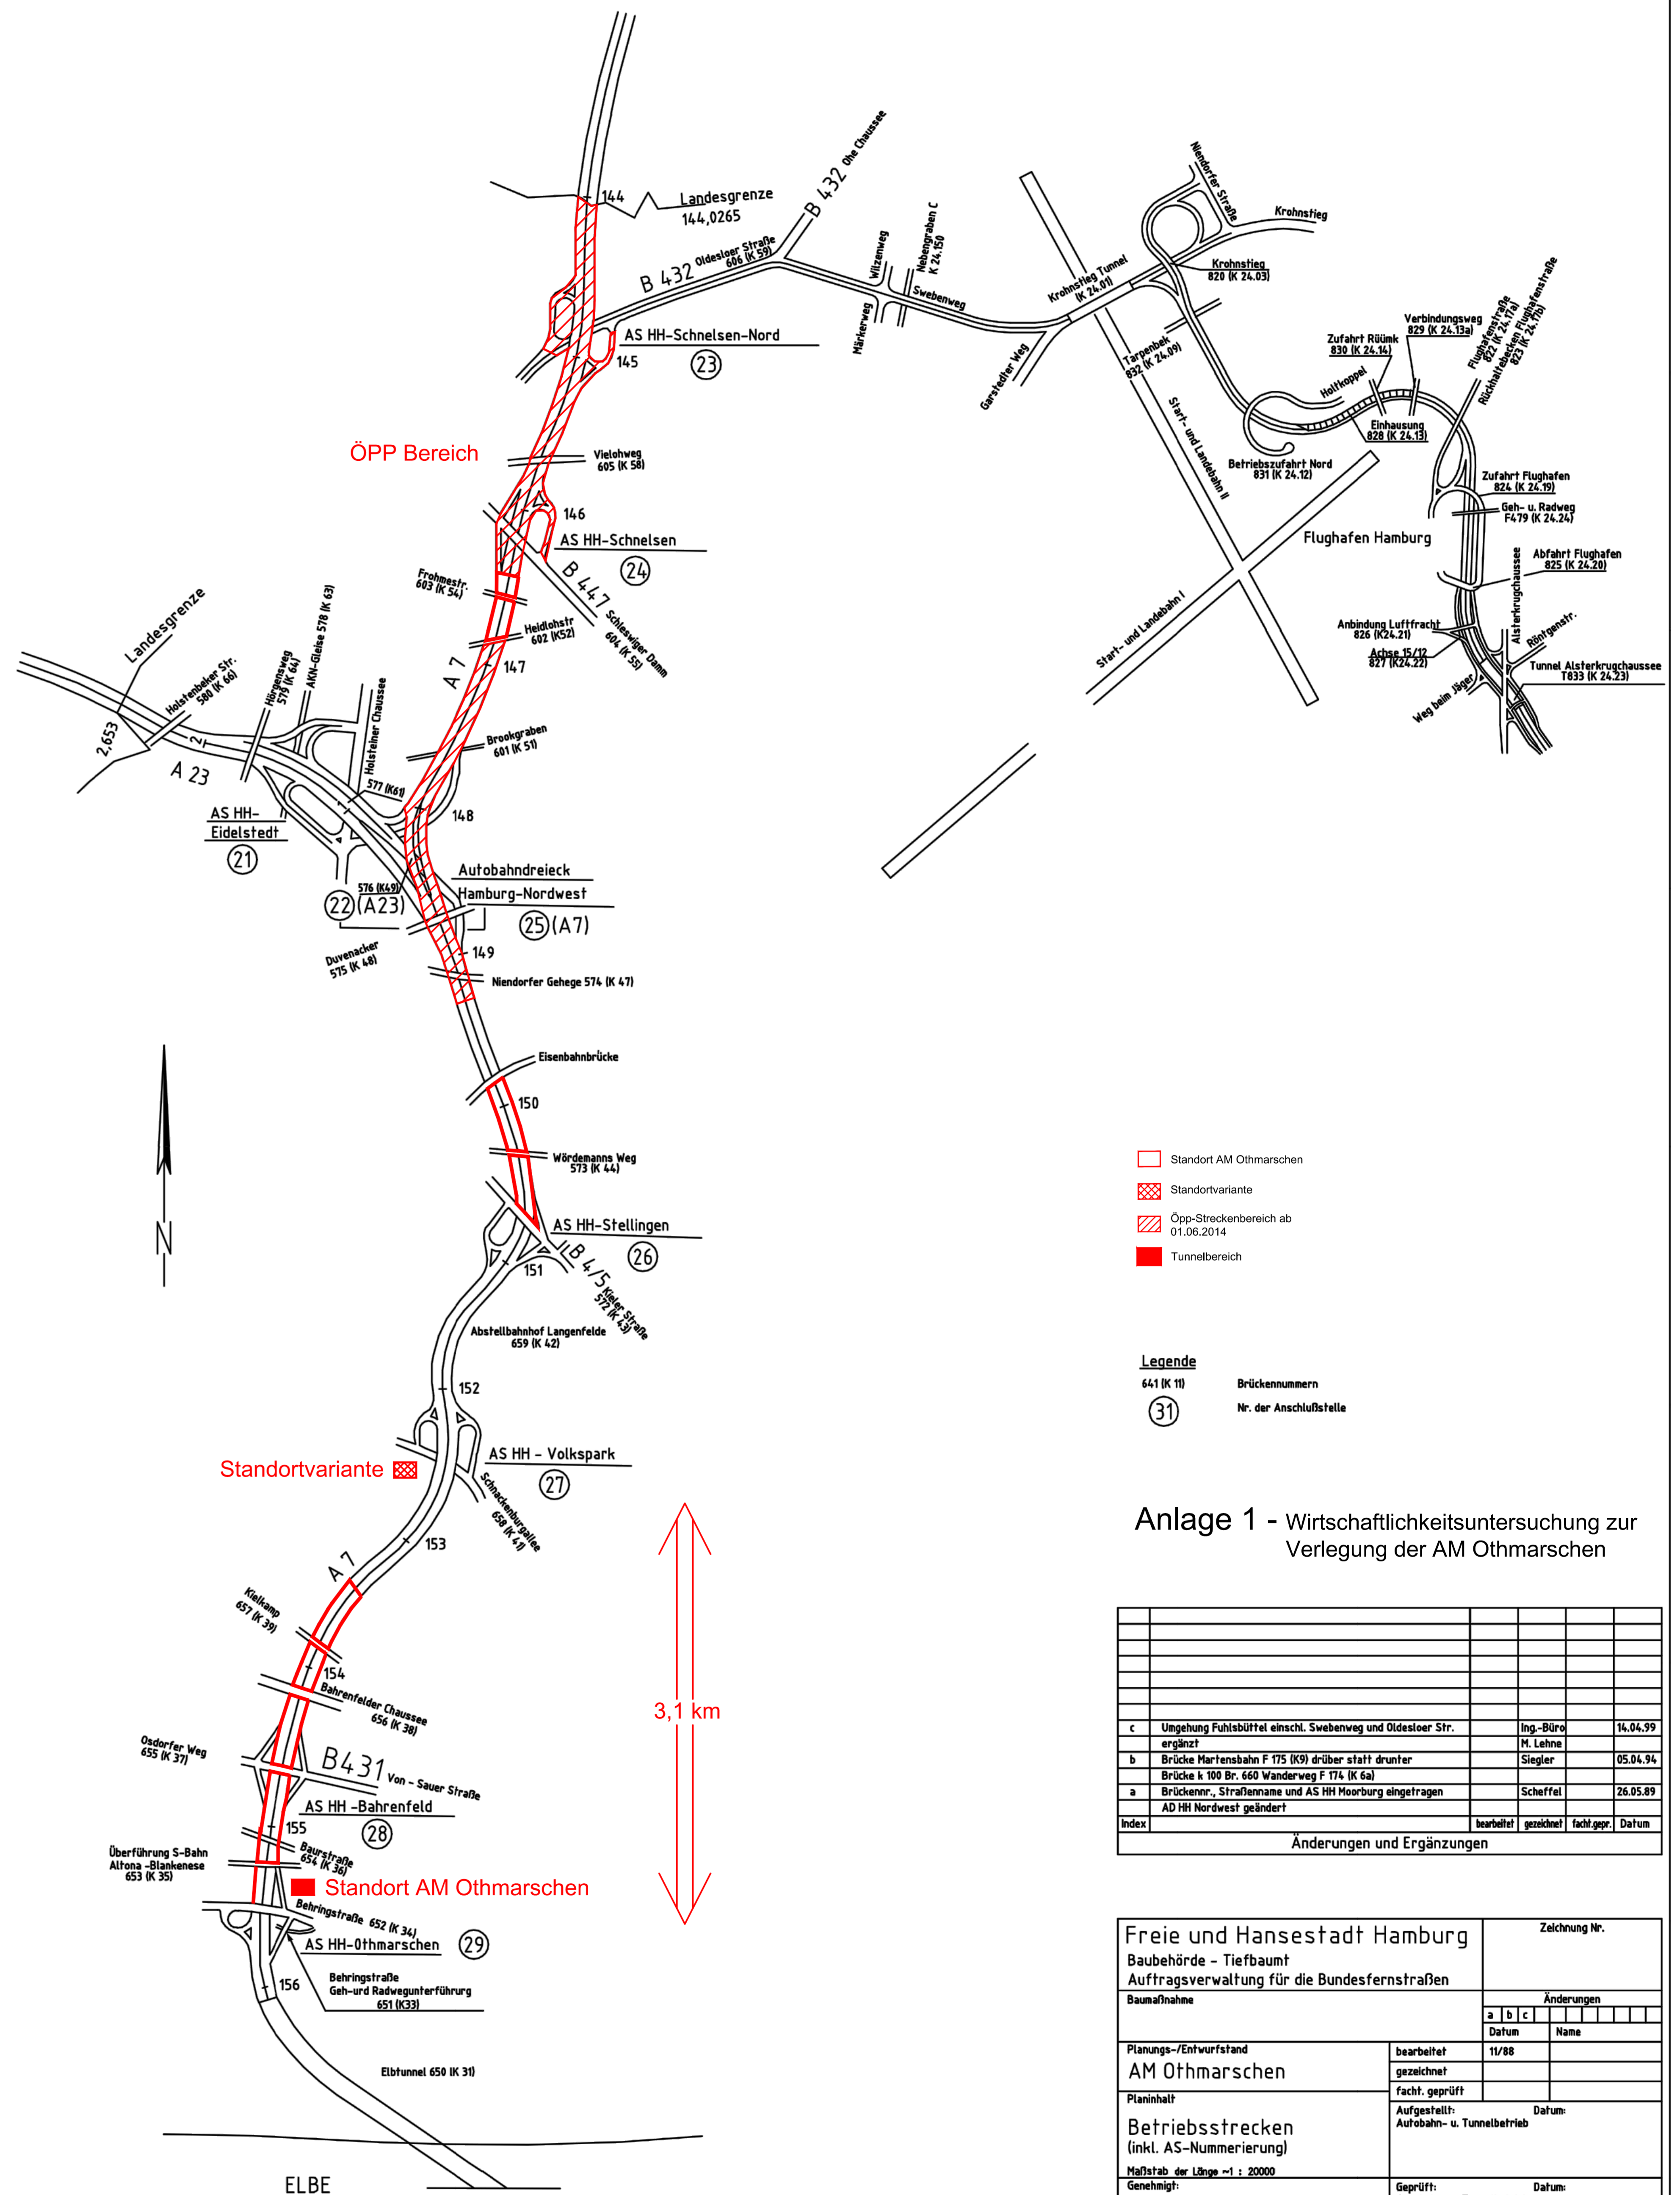 144
Landesgrenze
144,0265
B 432 Ohe Chaussee
B 432 Oldesloer Straße
606 (K 59)
Wilzenweg
Nebengraben C
K 24.150
Märkerweg
Swebenweg
Garstedter Weg
Krohnstieg Tunnel
(K 24.01)
Niendorfer Straße
Krohnstieg
Krohnstieg
820 (K 24.03)
Tarpenbek
832 (K 24.09)
Start- und Landebahn II
Start- und Landebahn I
Flughafen Hamburg
Holtkoppel
Betriebszufahrt Nord
831 (K 24.12)
Zufahrt Rüümk
830 (K 24.14)
Verbindungsweg
829 (K 24.13a)
Einhausung
828 (K 24.13)
Flughafenstraße
822 (K 24.17a)
Rückhaltebecken Flughafenstraße
823 (K 24.17b)
Zufahrt Flughafen
824 (K 24.19)
Geh- u. Radweg
F479 (K 24.24)
Abfahrt Flughafen
825 (K 24.20)
Anbindung Luftfracht
826 (K24.21)
Achse 15/12
827 (K24.22)
Alsterkrugchaussee
Röntgenstr.
Tunnel Alsterkrugchaussee
T833 (K 24.23)
Weg beim Jäger
AS HH-Schnelsen-Nord
23
145
ÖPP Bereich
Vielohweg
605 (K 58)
146
AS HH-Schnelsen
24
B 447 Schleswiger Damm
604 (K 55)
Frohmestr.
603 (K 54)
Heidlohstr
602 (K52)
147
A 7
Brookgraben
601 (K 51)
148
Landesgrenze
2,653
Holstenbeker Str.
580 (K 66)
Hörgensweg
579 (K 64)
AKN-Gleise 578 (K 63)
Holsteiner Chaussee
577 (K61)
2
1
A 23
AS HH-
Eidelstedt
21
576 (K49)
22 (A23)
Autobahndreieck
Hamburg-Nordwest
25 (A7)
Duvenacker
575 (K 48)
149
Niendorfer Gehege 574 (K 47)
Eisenbahnbrücke
150
Wördemanns Weg
573 (K 44)
AS HH-Stellingen
26
B 4/5 Kieler Straße
572 (K 43)
151
N
Abstellbahnhof Langenfelde
659 (K 42)
152
AS HH - Volkspark
27
Standortvariante
Schnackenburgallee
658 (K 41)
153
A 7
Kielkamp
657 (K 39)
154
Bahrenfelder Chaussee
656 (K 38)
3,1 km
Osdorfer Weg
655 (K 37)
B431 Von - Sauer Straße
AS HH -Bahrenfeld
28
155
Baurstraße
654 (K 36)
Überführung S-Bahn
Altona -Blankenese
653 (K 35)
Standort AM Othmarschen
Behringstraße 652 (K 34)
AS HH-Othmarschen
29
156
Behringstraße
Geh-urd Radwegunterführurg
651 (K33)
Elbtunnel 650 (K 31)
ELBE
Standort AM Othmarschen
Standortvariante
Öpp-Streckenbereich ab
01.06.2014
Tunnelbereich
Legende
641 (K 11) Brückennummern
31 Nr. der Anschlußstelle
Anlage 1 - Wirtschaftlichkeitsuntersuchung zur
Verlegung der AM Othmarschen
c Umgehung Fuhlsbüttel einschl. Swebenweg und Oldesloer Str. Ing.-Büro 14.04.99
ergänzt M. Lehne
b Brücke Martensbahn F 175 (K9) drüber statt drunter Siegler 05.04.94
Brücke k 100 Br. 660 Wanderweg F 174 (K 6a)
a Brückennr., Straßenname und AS HH Moorburg eingetragen Scheffel 26.05.89
AD HH Nordwest geändert
Index bearbeitet gezeichnet facht.gepr. Datum
Änderungen und Ergänzungen
Freie und Hansestadt Hamburg
Baubehörde - Tiefbaumt
Auftragsverwaltung für die Bundesfernstraßen
Zeichnung Nr.
Baumaßnahme
Änderungen
a b c
Datum Name
Planungs-/Entwurfstand
AM Othmarschen
bearbeitet 11/88
gezeichnet
facht. geprüft
Planinhalt
Betriebsstrecken
(inkl. AS-Nummerierung)
Maßstab der Länge ~1 : 20000
Aufgestellt: Datum:
Autobahn- u. Tunnelbetrieb
Genehmigt:
Geprüft: Datum: